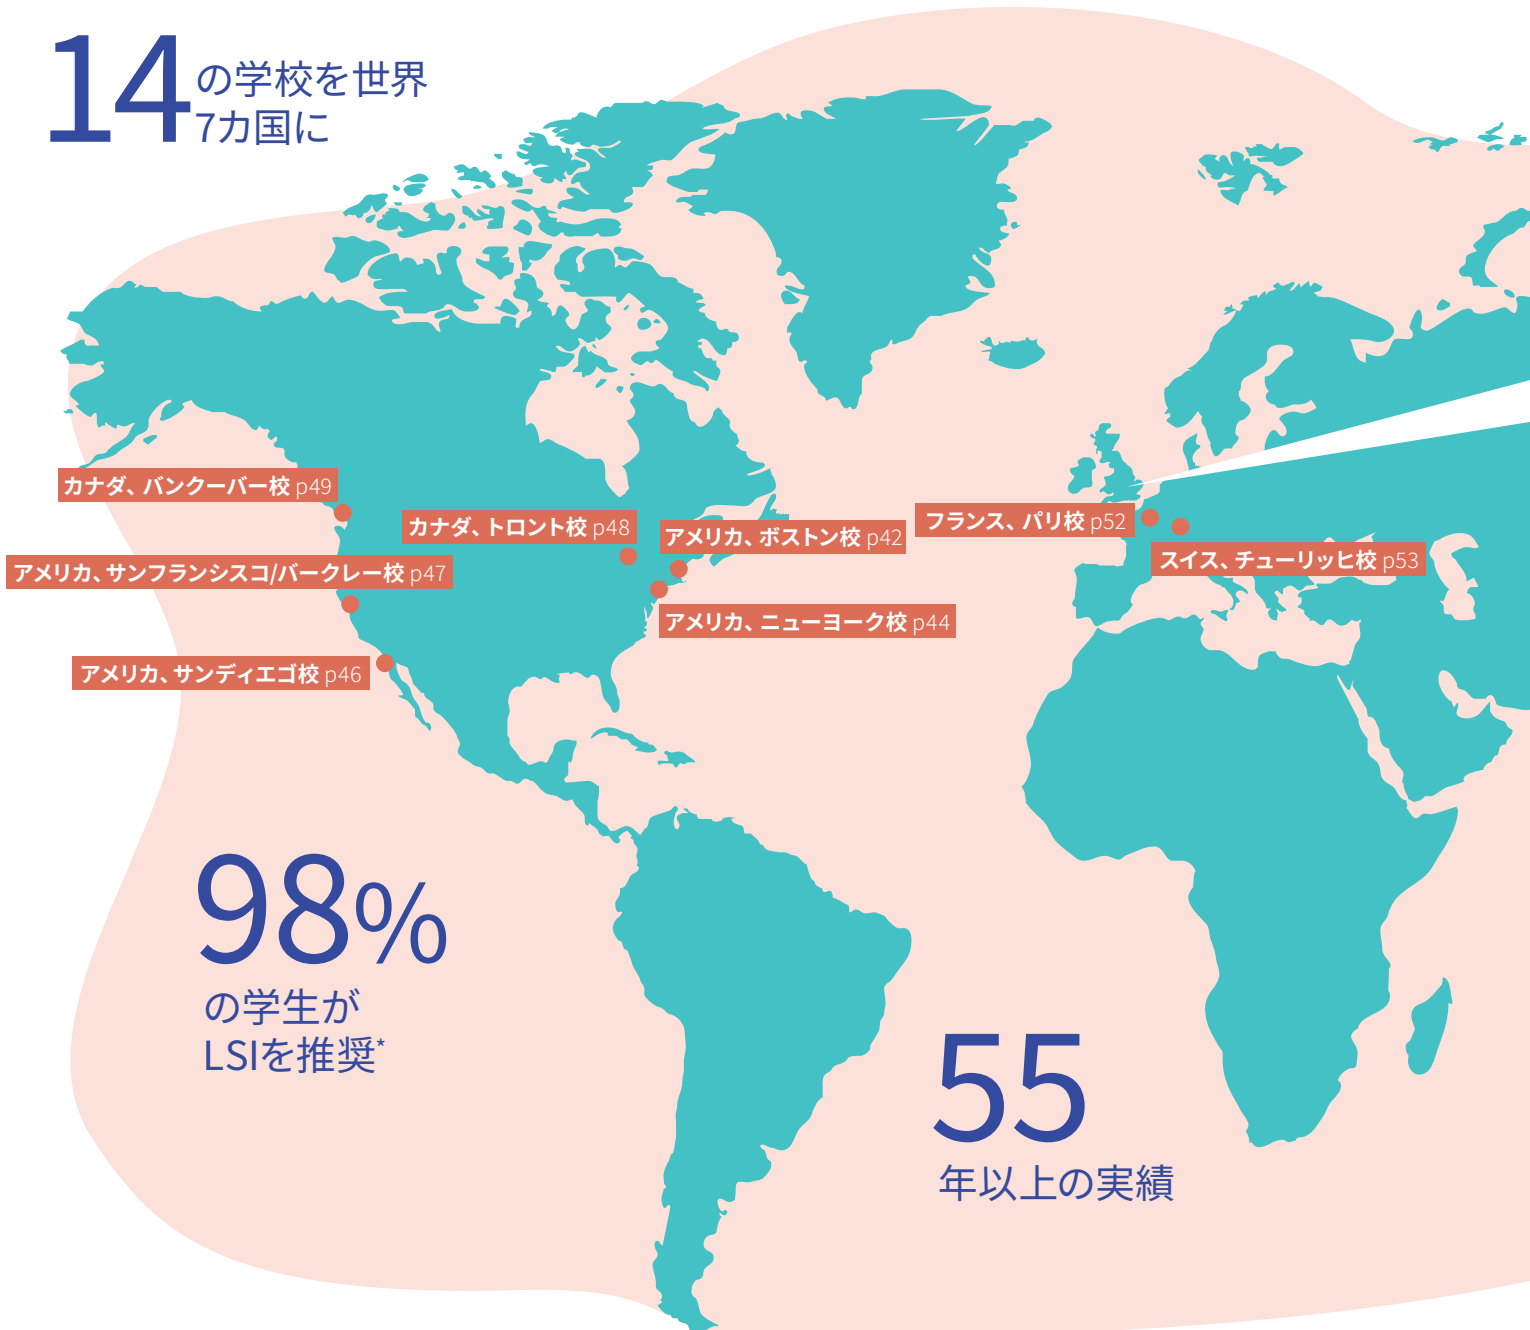 14の学校を世界
7カ国に
カナダ、バンクーバー校 p49
カナダ、トロント校 p48
アメリカ、ボストン校 p42
フランス、パリ校 p52
スイス、チューリッヒ校 p53
アメリカ、サンフランシスコ/バークレー校 p47
アメリカ、ニューヨーク校 p44
アメリカ、サンディエゴ校 p46
98%
の学生が
LSIを推奨*
55
年以上の実績